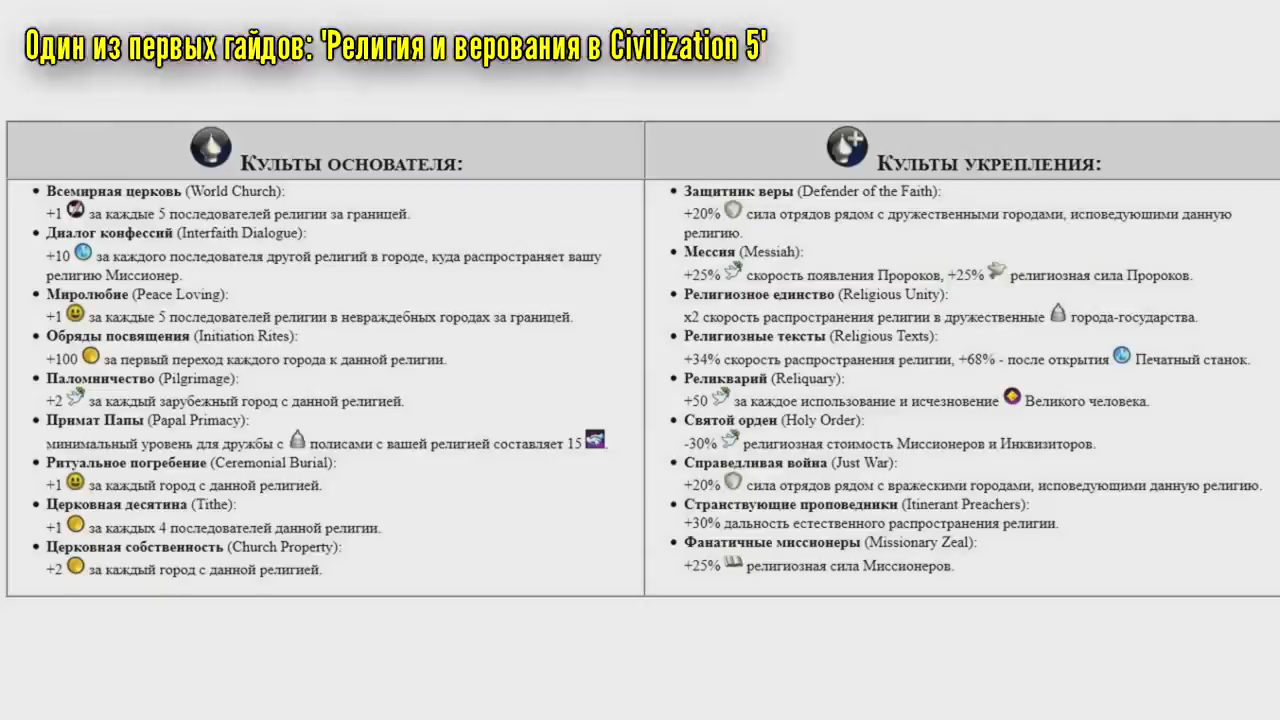 Один из первых гайдов: 'Религия и верования в Civilization 5'
Культы основателя:
• Всемирная церковь (World Church):
+1 за каждые 5 последователей религии за границей.
• Диалог конфессий (Interfaith Dialogue):
+10 за каждого последователя другой религий в городе, куда распространяет вашу
религию Миссионер.
• Миролюбие (Peace Loving):
+1 за каждые 5 последователей религии в невраждебных городах за границей.
• Обряды посвящения (Initiation Rites):
+100 за первый переход каждого города к данной религии.
• Паломничество (Pilgrimage):
+2 за каждый зарубежный город с данной религией.
• Примат Папы (Papal Primacy):
минимальный уровень для дружбы с полисами с вашей религией составляет 15 .
• Ритуальное погребение (Ceremonial Burial):
+1 за каждый город с данной религией.
• Церковная десятина (Tithe):
+1 за каждых 4 последователей данной религии.
• Церковная собственность (Church Property):
+2 за каждый город с данной религией.
Культы укрепления:
• Защитник веры (Defender of the Faith):
+20% сила отрядов рядом с дружественными городами, исповедующими данную
религию.
• Мессия (Messiah):
+25% скорость появления Пророков, +25% религиозная сила Пророков.
• Религиозное единство (Religious Unity):
x2 скорость распространения религии в дружественные города-государства.
• Религиозные тексты (Religious Texts):
+34% скорость распространения религии, +68% - после открытия Печатный станок.
• Реликварий (Reliquary):
+50 за каждое использование и исчезновение Великого человека.
• Святой орден (Holy Order):
-30% религиозная стоимость Миссионеров и Инквизиторов.
• Справедливая война (Just War):
+20% сила отрядов рядом с вражескими городами, исповедующими данную религию.
• Странствующие проповедники (Itinerant Preachers):
+30% дальность естественного распространения религии.
• Фанатичные миссионеры (Missionary Zeal):
+25% религиозная сила Миссионеров.